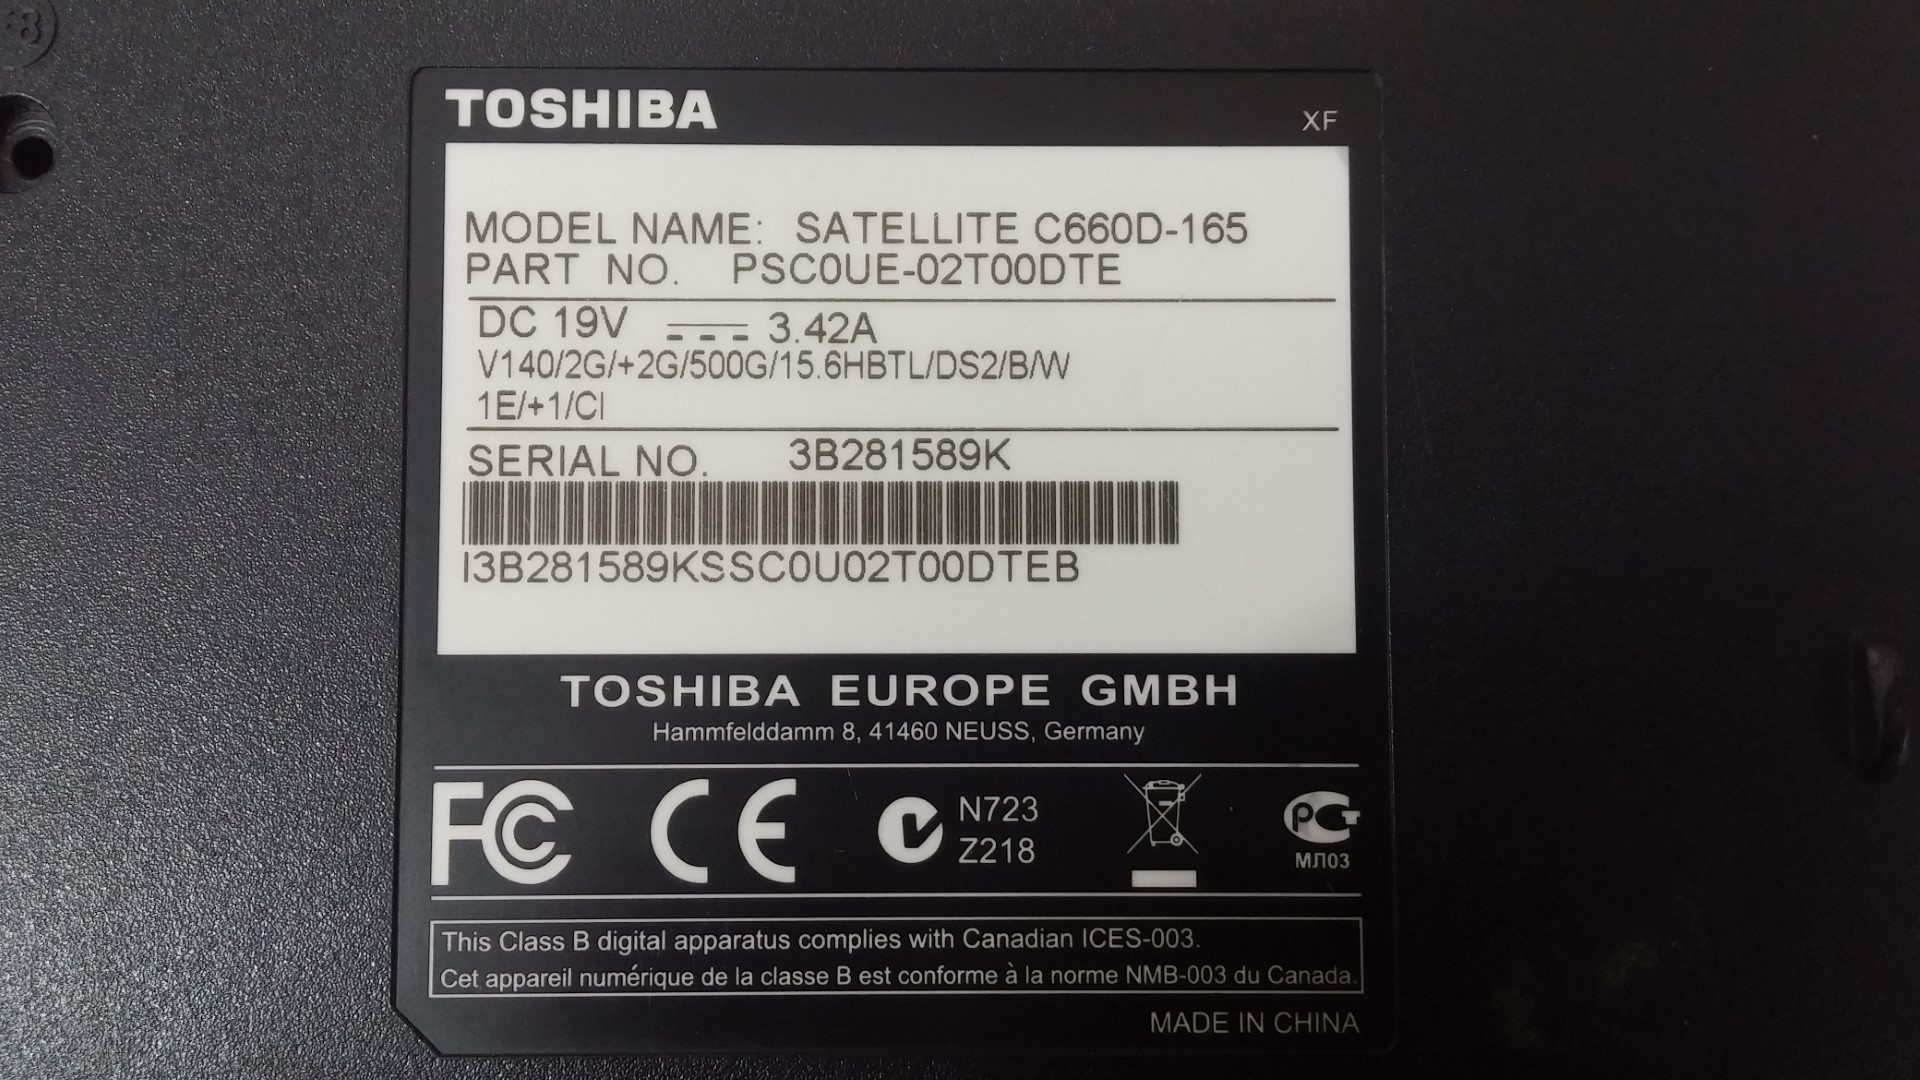 TOSHIBA
XF
MODEL NAME: SATELLITE C660D-165
PART NO. PSC0UE-02T00DTE
DC 19V ⎓ 3.42A
V140/2G/+2G/500G/15.6HBTL/DS2/B/W
1E/+1/CI
SERIAL NO. 3B281589K
I3B281589KSSC0U02T00DTEB
TOSHIBA EUROPE GMBH
Hammfelddamm 8, 41460 NEUSS, Germany
FC CE N723
Z218
РСТ
МЛ03
This Class B digital apparatus complies with Canadian ICES-003.
Cet appareil numérique de la classe B est conforme à la norme NMB-003 du Canada.
MADE IN CHINA